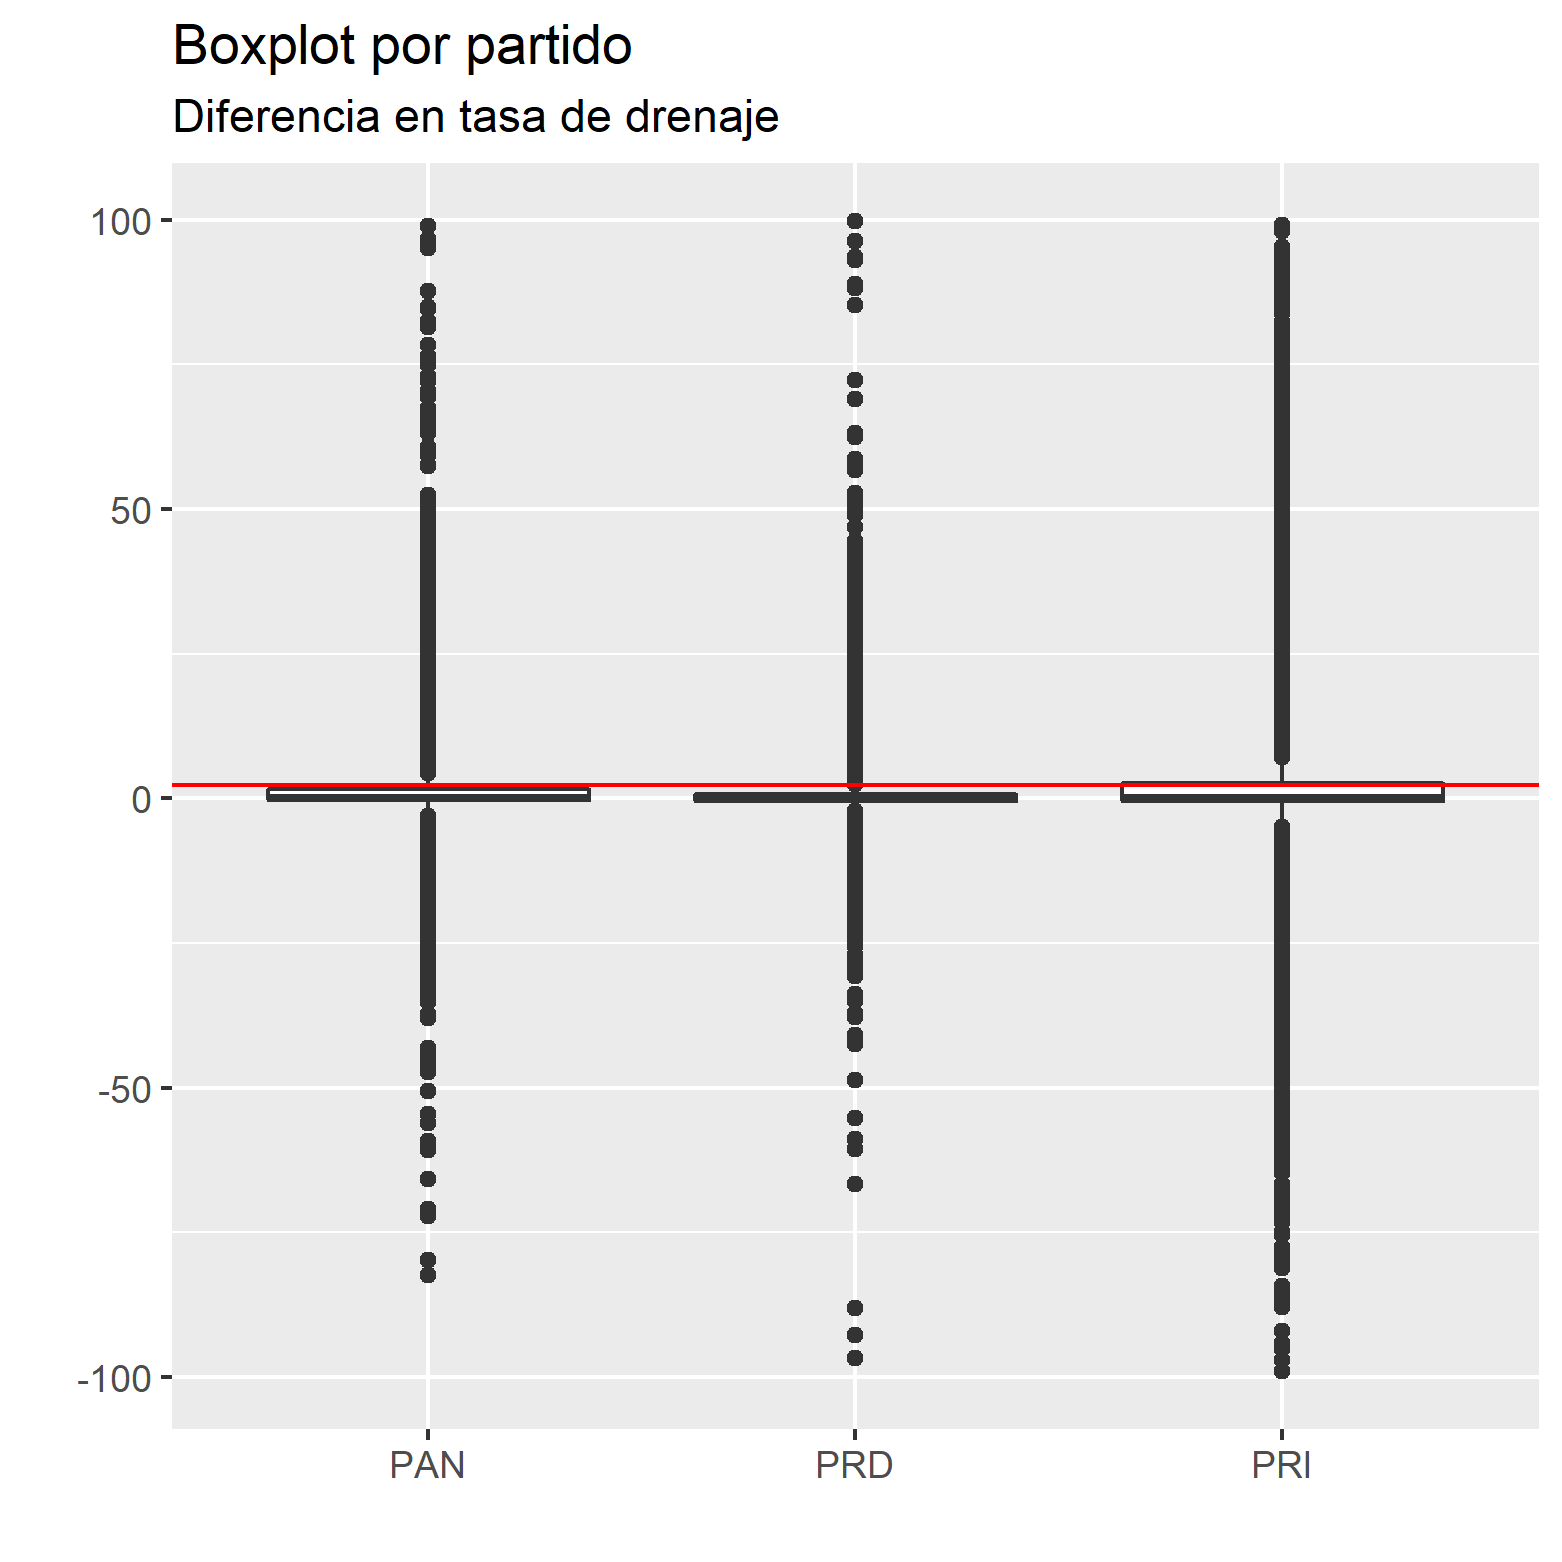 Boxplot por partido
Diferencia en tasa de drenaje
100
50
0
-50
-100
PAN PRD PRI